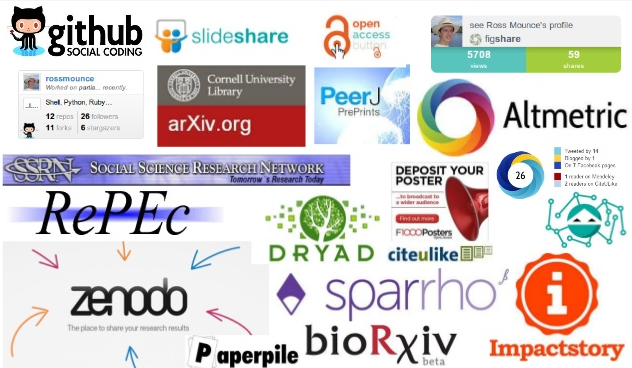 github
SOCIAL CODING
slideshare
open
access
button
see Ross Mounce's profile
figshare
5708
views
59
shares
rossmounce
Worked on partia... recently.
Shell, Python, Ruby…
12 repos 26 followers
11 forks 6 stargazers
Cornell University
Library
arXiv.org
PeerJ
PrePrints
Altmetric
SSRN SOCIAL SCIENCE RESEARCH NETWORK
Tomorrow's Research Today
DEPOSIT YOUR
POSTER
...to broadcast to
a wider audience
Find out more
F1000Posters
26
Tweeted by 14
Blogged by 1
On 7 Facebook pages
1 reader on Mendeley
2 readers on CiteULike
RePEc
DRYAD
citeulike
zenodo
The place to share your research results
sparrho
Paperpile
bioRxiv
beta
i
Impactstory